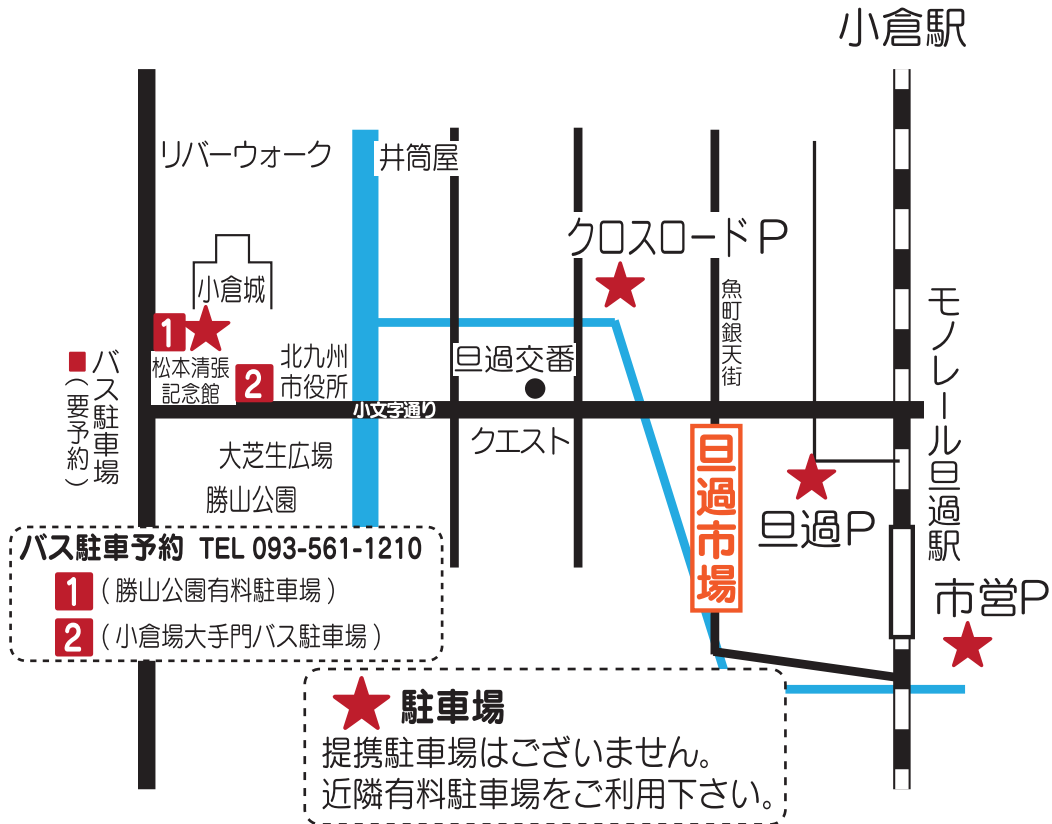 小倉駅
リバーウォーク
井筒屋
クロスロードP
小倉城
魚町銀天街
モノレール旦過駅
1
松本清張
記念館
2
北九州
市役所
旦過交番
■バス駐車場
（要予約）
小文字通り
クエスト
大芝生広場
勝山公園
旦過市場
旦過P
市営P
バス駐車予約 TEL 093-561-1210
1（勝山公園有料駐車場）
2（小倉場大手門バス駐車場）
★駐車場
提携駐車場はございません。
近隣有料駐車場をご利用下さい。